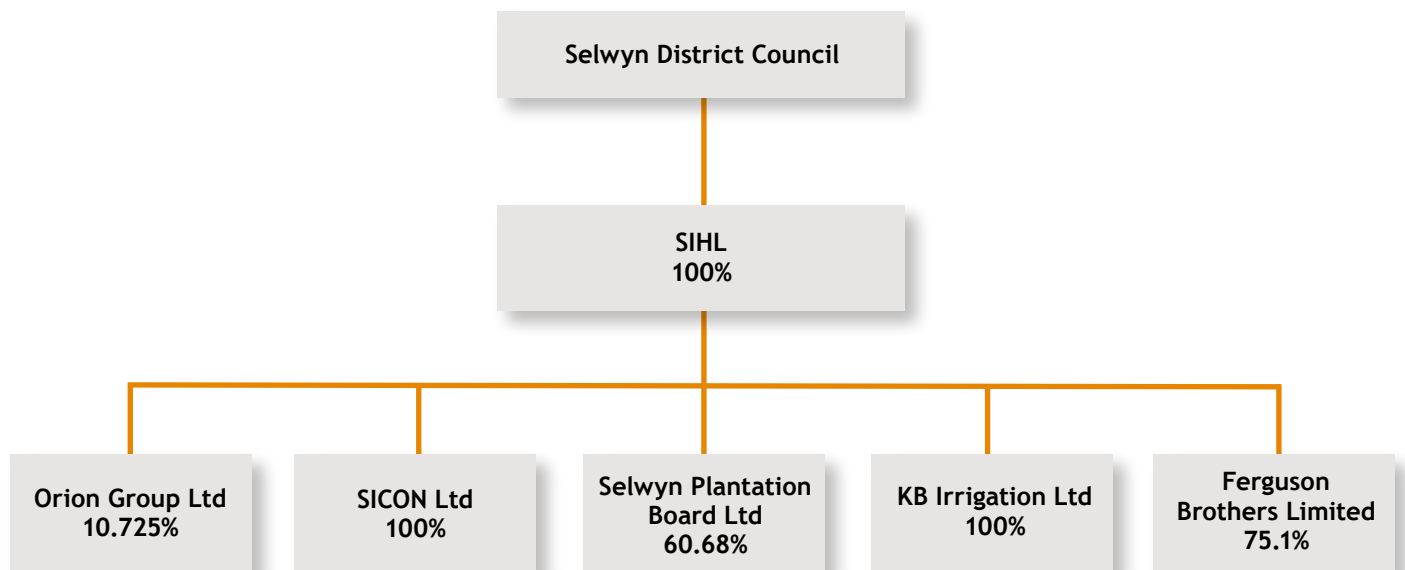 Selwyn District Council
SIHL
100%
Orion Group Ltd
10.725%
SICON Ltd
100%
Selwyn Plantation
Board Ltd
60.68%
KB Irrigation Ltd
100%
Ferguson
Brothers Limited
75.1%